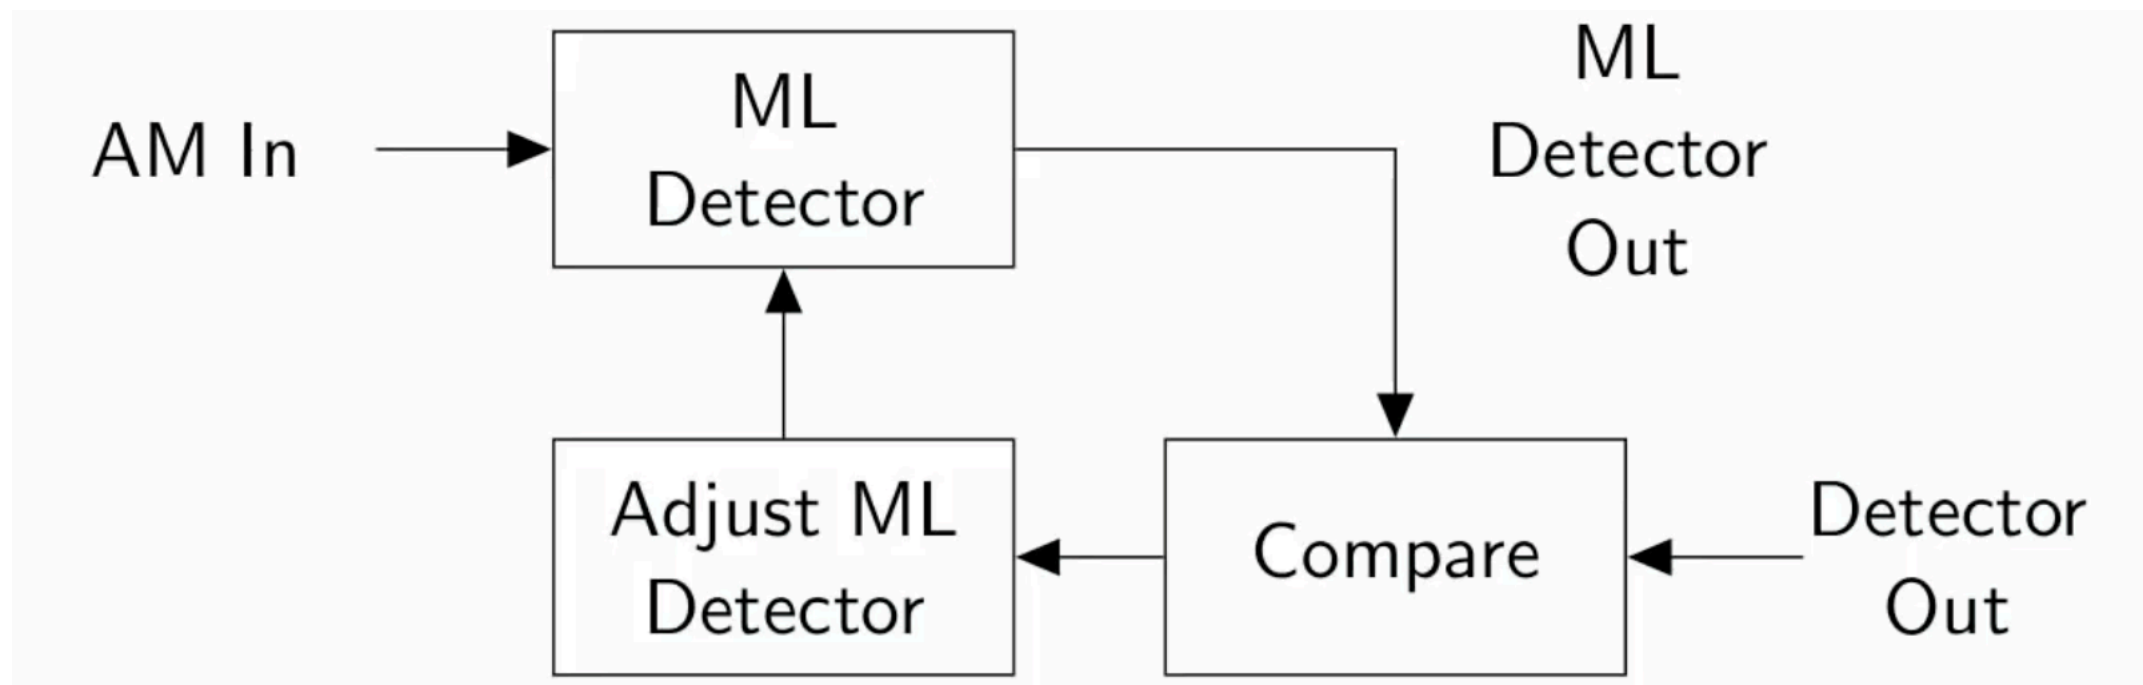 AM In
ML
Detector
ML
Detector
Out
Adjust ML
Detector
Compare
Detector
Out